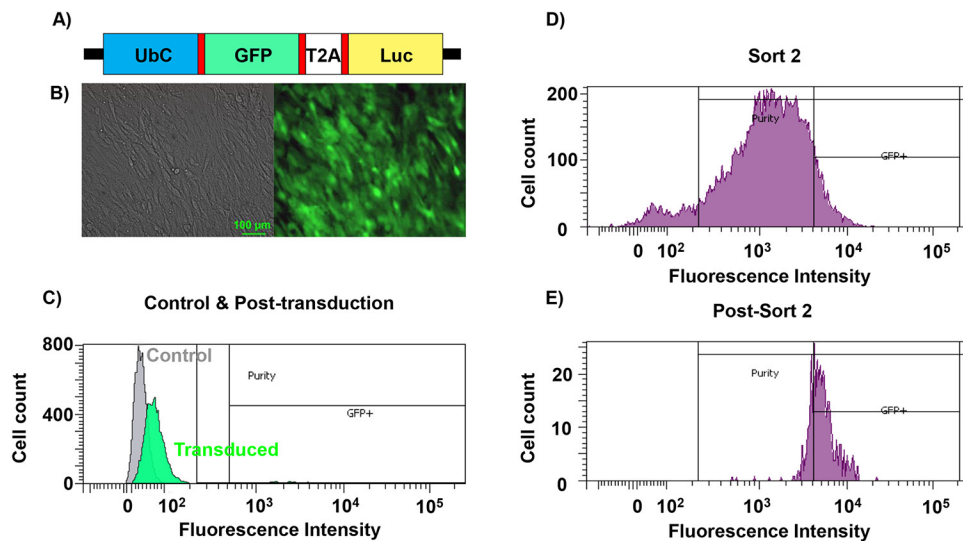 A)
UbC GFP T2A Luc
B)
100 µm
C)
Control & Post-transduction
Cell count
800
400
0
Control
Transduced
Purity
GFP+
0 10² 10³ 10⁴ 10⁵
Fluorescence Intensity
D)
Sort 2
Cell count
200
100
0
Purity
GFP+
0 10² 10³ 10⁴ 10⁵
Fluorescence Intensity
E)
Post-Sort 2
Cell count
20
10
0
Purity
GFP+
0 10² 10³ 10⁴ 10⁵
Fluorescence Intensity